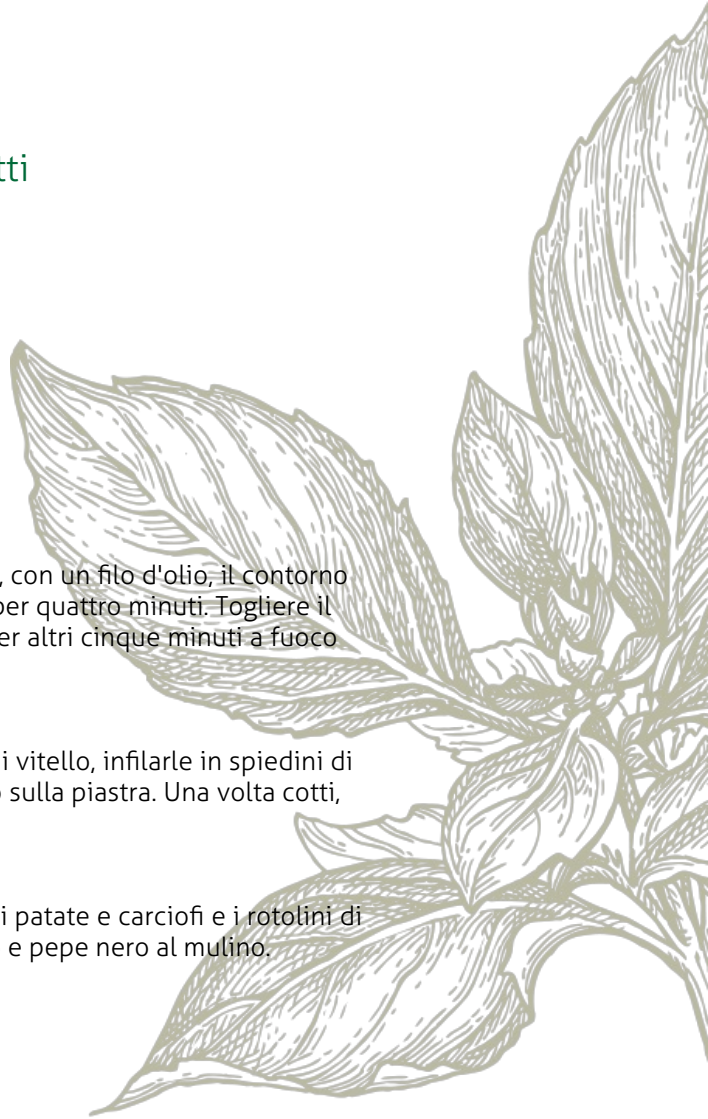 , con un filo d'olio, il contorno
per quattro minuti. Togliere il
er altri cinque minuti a fuoco
i vitello, infilarle in spiedini di
sulla piastra. Una volta cotti,
i patate e carciofi e i rotolini di
e pepe nero al mulino.